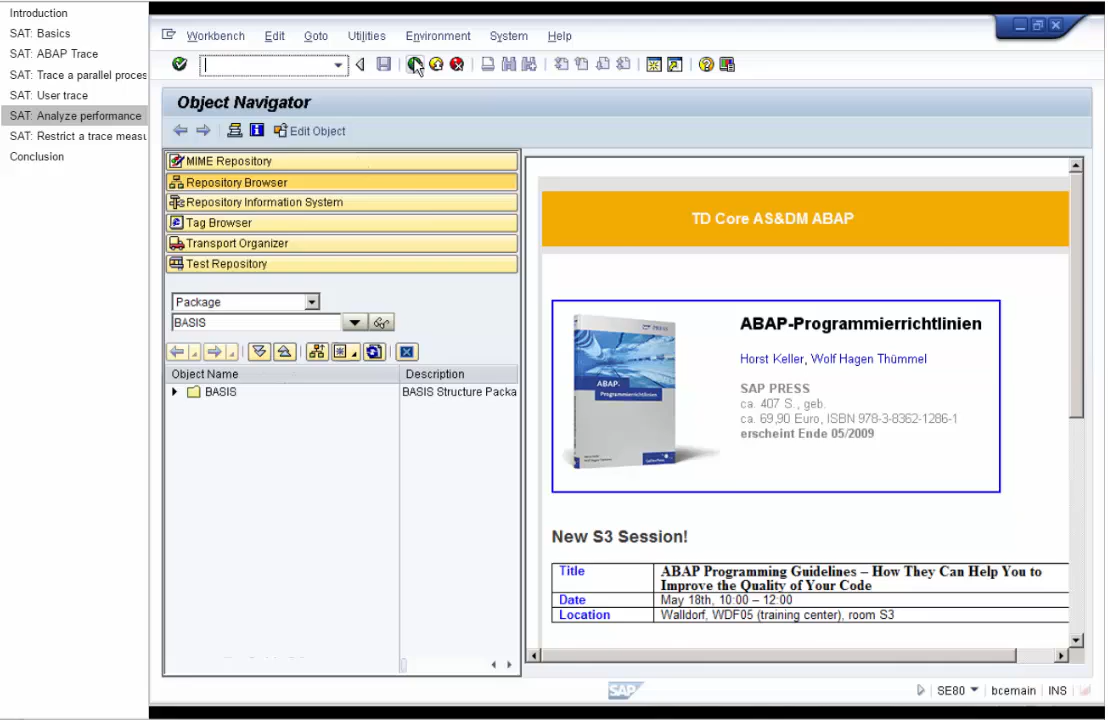 Introduction
SAT: Basics
SAT: ABAP Trace
SAT: Trace a parallel proces
SAT: User trace
SAT: Analyze performance
SAT: Restrict a trace measu
Conclusion
Workbench Edit Goto Utilities Environment System Help
Object Navigator
Edit Object
MIME Repository
Repository Browser
Repository Information System
Tag Browser
Transport Organizer
Test Repository
Package
BASIS
Object Name Description
BASIS BASIS Structure Packa
TD Core AS&DM ABAP
ABAP-
Programmierrichtlinien
ABAP-Programmierrichtlinien
Horst Keller, Wolf Hagen Thümmel
SAP PRESS
ca. 407 S., geb.
ca. 69,90 Euro, ISBN 978-3-8362-1286-1
erscheint Ende 05/2009
New S3 Session!
Title ABAP Programming Guidelines – How They Can Help You to
Improve the Quality of Your Code
Date May 18th, 10:00 – 12:00
Location Walldorf, WDF05 (training center), room S3
SAP SE80 bcemain INS